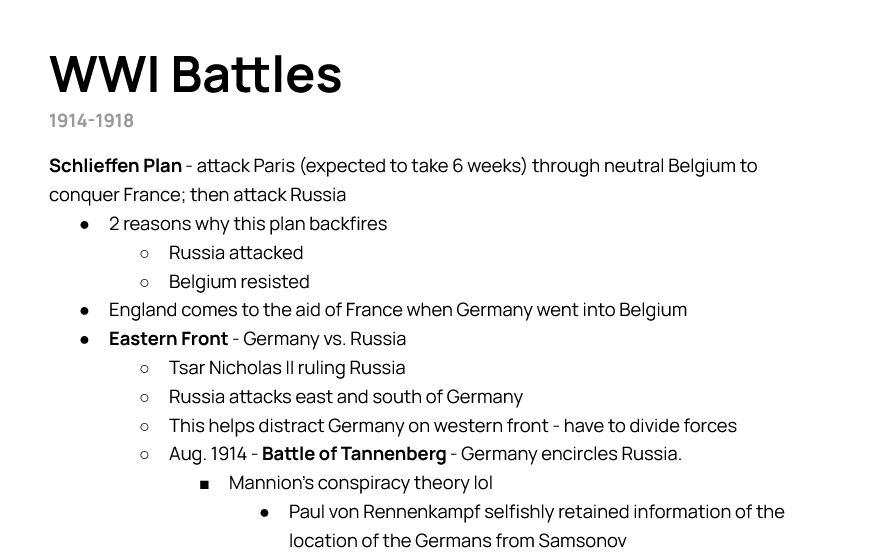 WWI Battles
1914-1918
Schlieffen Plan - attack Paris (expected to take 6 weeks) through neutral Belgium to
conquer France; then attack Russia
● 2 reasons why this plan backfires
○ Russia attacked
○ Belgium resisted
● England comes to the aid of France when Germany went into Belgium
● Eastern Front - Germany vs. Russia
○ Tsar Nicholas II ruling Russia
○ Russia attacks east and south of Germany
○ This helps distract Germany on western front - have to divide forces
○ Aug. 1914 - Battle of Tannenberg - Germany encircles Russia.
■ Mannion's conspiracy theory lol
● Paul von Rennenkampf selfishly retained information of the
location of the Germans from Samsonov